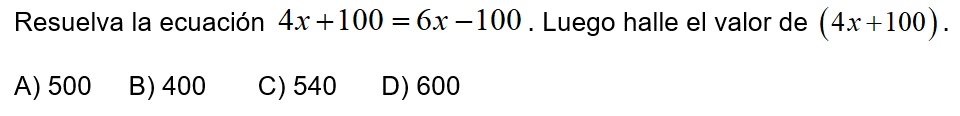 Resuelva la ecuación 4x+100 = 6x−100. Luego halle el valor de (4x+100).
A) 500 B) 400 C) 540 D) 600